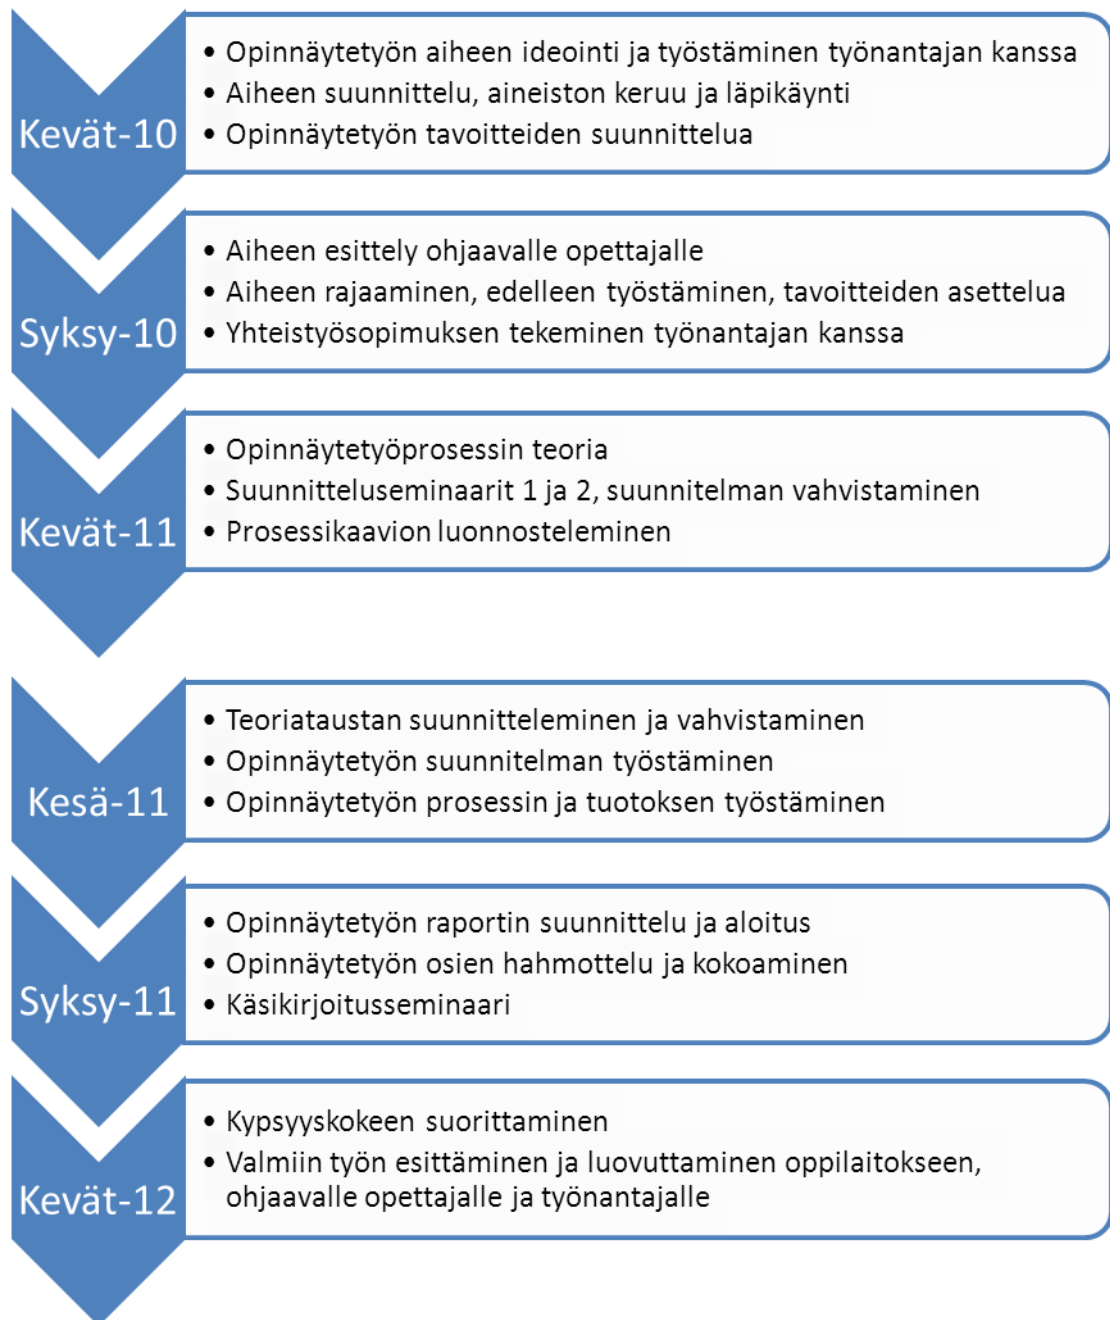 Kevät-10
• Opinnäytetyön aiheen ideointi ja työstäminen työnantajan kanssa
• Aiheen suunnittelu, aineiston keruu ja läpikäynti
• Opinnäytetyön tavoitteiden suunnittelua
Syksy-10
• Aiheen esittely ohjaavalle opettajalle
• Aiheen rajaaminen, edelleen työstäminen, tavoitteiden asettelua
• Yhteistyösopimuksen tekeminen työnantajan kanssa
Kevät-11
• Opinnäytetyöprosessin teoria
• Suunnitteluseminaarit 1 ja 2, suunnitelman vahvistaminen
• Prosessikaavion luonnosteleminen
Kesä-11
• Teoriataustan suunnitteleminen ja vahvistaminen
• Opinnäytetyön suunnitelman työstäminen
• Opinnäytetyön prosessin ja tuotoksen työstäminen
Syksy-11
• Opinnäytetyön raportin suunnittelu ja aloitus
• Opinnäytetyön osien hahmottelu ja kokoaminen
• Käsikirjoitusseminaari
Kevät-12
• Kypsyyskokeen suorittaminen
• Valmiin työn esittäminen ja luovuttaminen oppilaitokseen,
ohjaavalle opettajalle ja työnantajalle